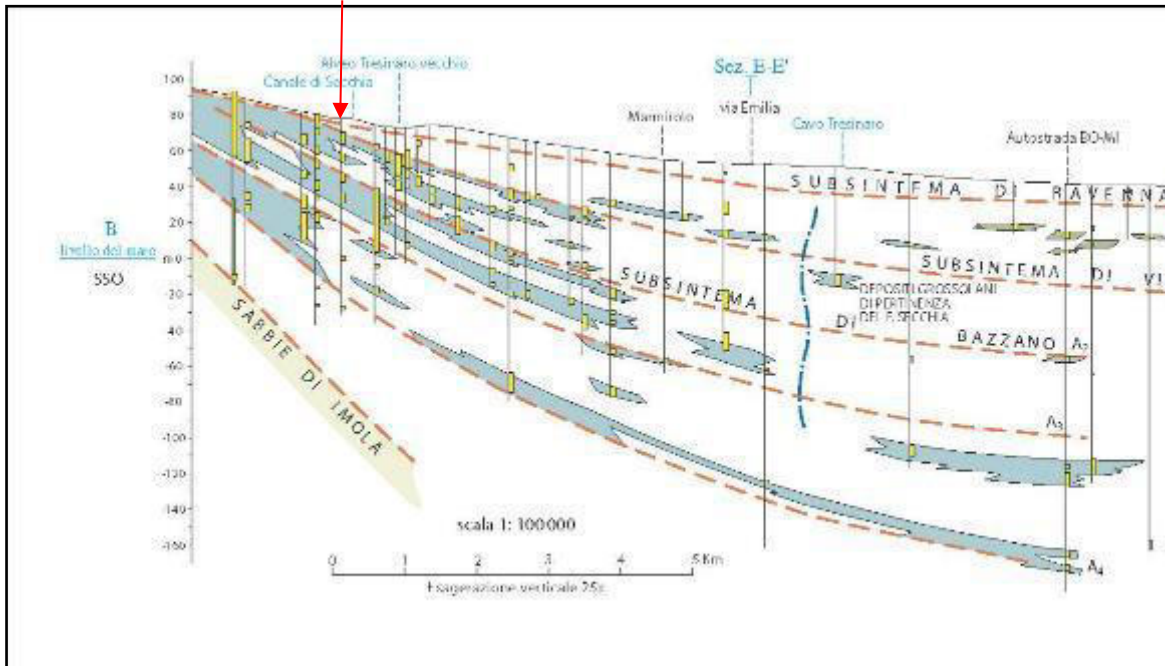 Alveo Tresinaro vecchio
Canale di Secchia
Sez. E-E'
via Emilia
Marmirolo
Cavo Tresinaro
Autostrada BO-MI
100
80
60
40
20
m 0
-20
-40
-60
-80
-100
-120
-140
-160
B
livello del mare
SSO
SUBSINTEMA DI RAVENNA
SUBSINTEMA DI VI
SUBSINTEMA DI BAZZANO
DEPOSITI GROSSOLANI
DI PERTINENZA
DEL F. SECCHIA
A2
A3
A4
SABBIE DI IMOLA
scala 1: 100000
0 1 2 3 4 5 Km
Esagerazione verticale 25x